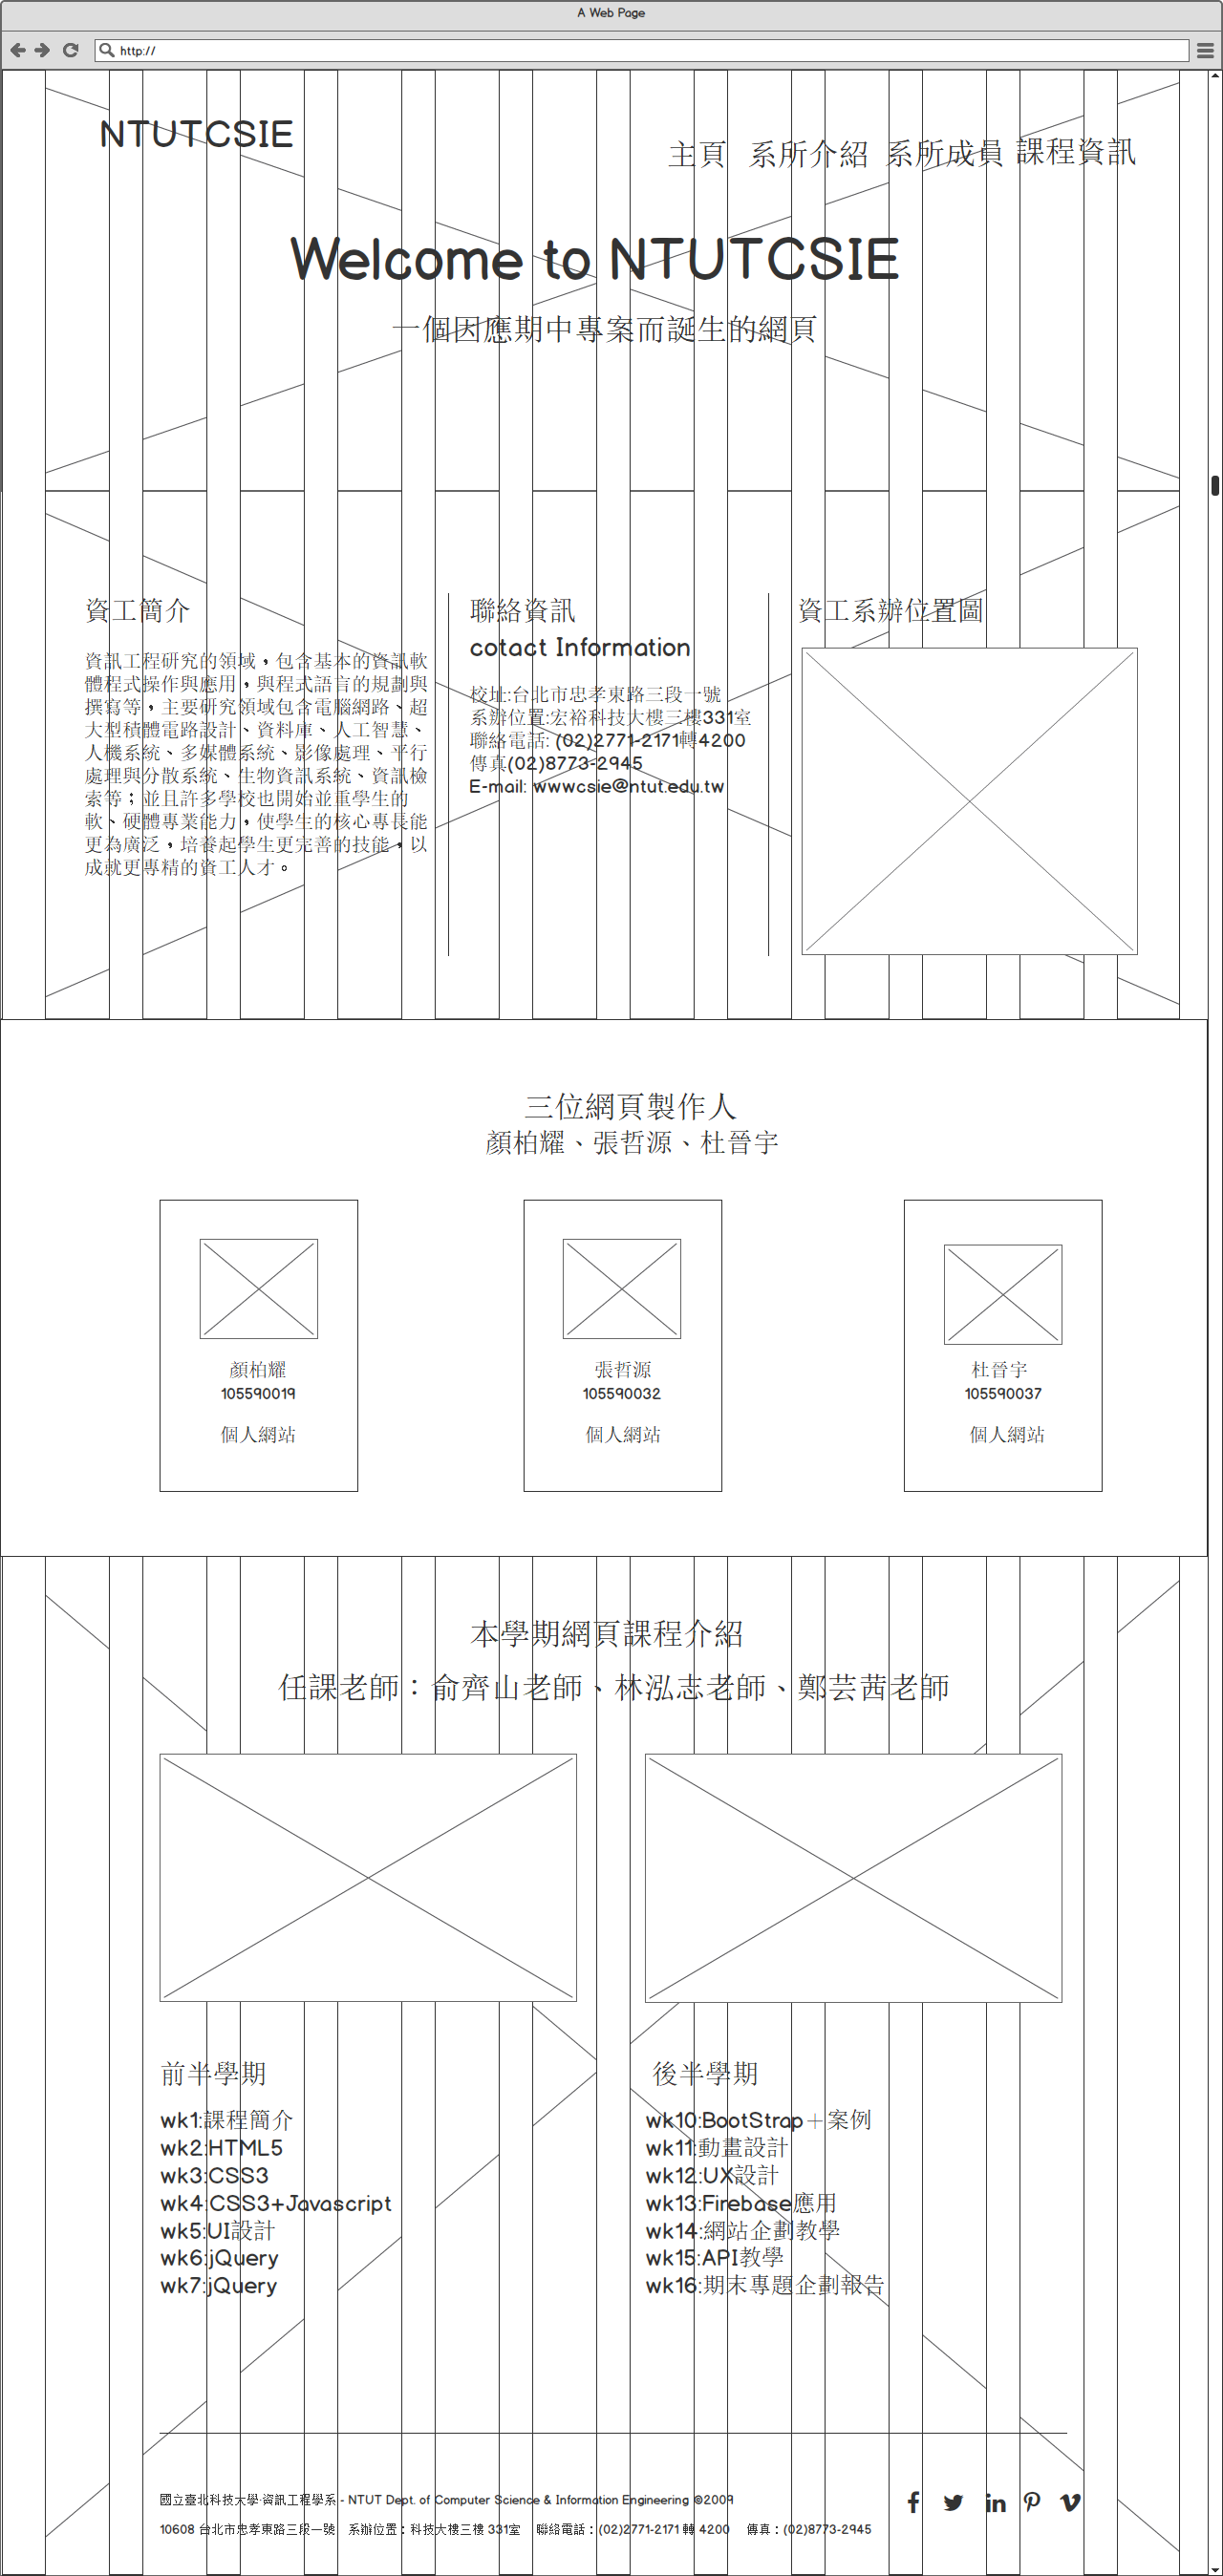 A Web Page
http://
NTUTCSIE
主頁 系所介紹 系所成員 課程資訊
Welcome to NTUTCSIE
一個因應期中專案而誕生的網頁
資工簡介
資訊工程研究的領域，包含基本的資訊軟
體程式操作與應用，與程式語言的規劃與
撰寫等，主要研究領域包含電腦網路、超
大型積體電路設計、資料庫、人工智慧、
人機系統、多媒體系統、影像處理、平行
處理與分散系統、生物資訊系統、資訊檢
索等；並且許多學校也開始並重學生的
軟、硬體專業能力，使學生的核心專長能
更為廣泛，培養起學生更完善的技能，以
成就更專精的資工人才。
聯絡資訊
cotact Information
校址:台北市忠孝東路三段一號
系辦位置:宏裕科技大樓三樓331室
聯絡電話: (02)2771-2171轉4200
傳真(02)8773-2945
E-mail: wwwcsie@ntut.edu.tw
資工系辦位置圖
三位網頁製作人
顏柏耀、張哲源、杜晉宇
顏柏耀
105590019
個人網站
張哲源
105590032
個人網站
杜晉宇
105590037
個人網站
本學期網頁課程介紹
任課老師：俞齊山老師、林泓志老師、鄭芸茜老師
前半學期
wk1:課程簡介
wk2:HTML5
wk3:CSS3
wk4:CSS3+Javascript
wk5:UI設計
wk6:jQuery
wk7:jQuery
後半學期
wk10:BootStrap＋案例
wk11:動畫設計
wk12:UX設計
wk13:Firebase應用
wk14:網站企劃教學
wk15:API教學
wk16:期末專題企劃報告
國立臺北科技大學‧資訊工程學系 - NTUT Dept. of Computer Science & Information Engineering ©2009
10608 台北市忠孝東路三段一號 系辦位置：科技大樓三樓 331室 聯絡電話：(02)2771-2171 轉 4200 傳真：(02)8773-2945